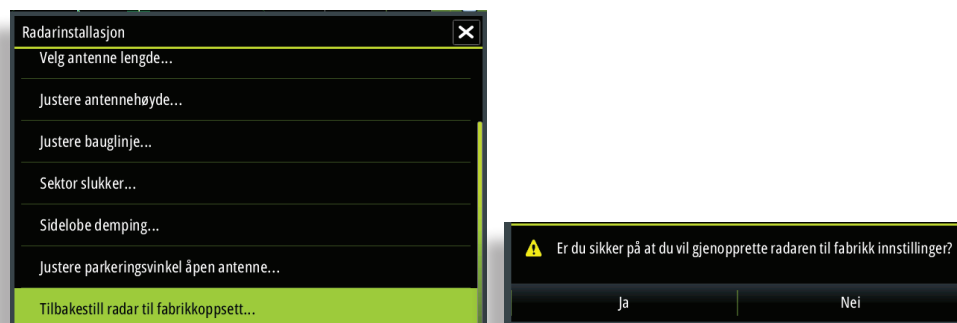 Radarinstallasjon
Velg antenne lengde...
Justere antennehøyde...
Justere bauglinje...
Sektor slukker...
Sidelobe demping...
Justere parkeringsvinkel åpen antenne...
Tilbakestill radar til fabrikkoppsett...
Er du sikker på at du vil gjenopprette radaren til fabrikk innstillinger?
Ja Nei